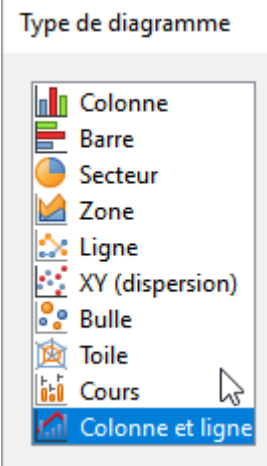 Type de diagramme
Colonne
Barre
Secteur
Zone
Ligne
XY (dispersion)
Bulle
Toile
Cours
Colonne et ligne